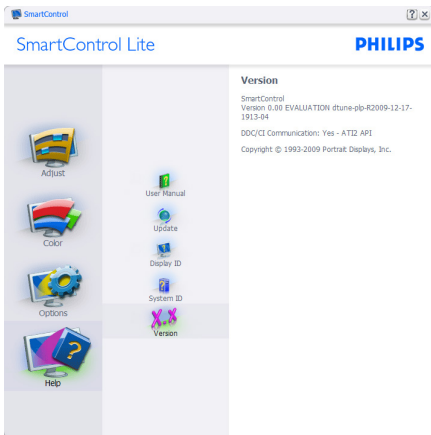 SmartControl
SmartControl Lite
PHILIPS
Adjust
Color
Options
Help
User Manual
Update
Display ID
System ID
X.X
Version
Version
SmartControl
Version 0.00 EVALUATION dtune-plp-R2009-12-17-
1913-04
DDC/CI Communication: Yes - ATI2 API
Copyright © 1993-2009 Portrait Displays, Inc.